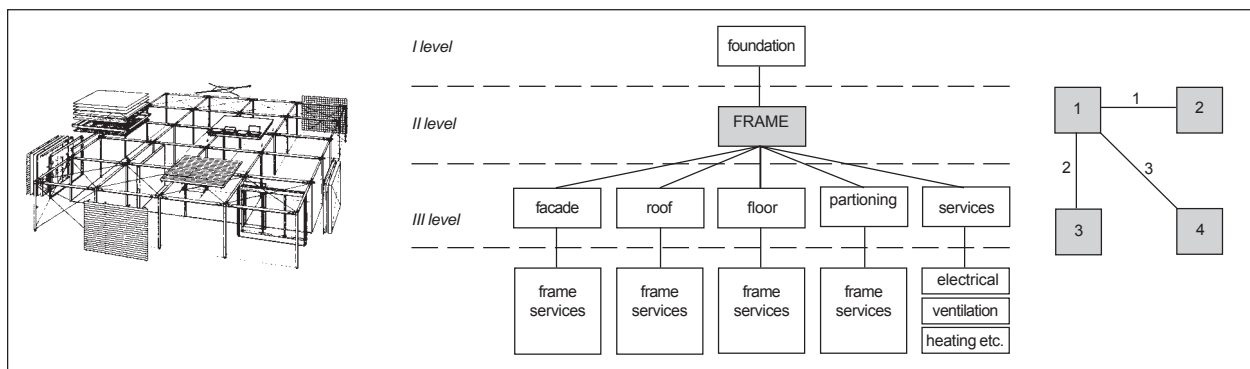 I level
foundation
II level
FRAME
III level
facade
roof
floor
partioning
services
frame
services
frame
services
frame
services
frame
services
electrical
ventilation
heating etc.
1
1
2
2
3
3
4